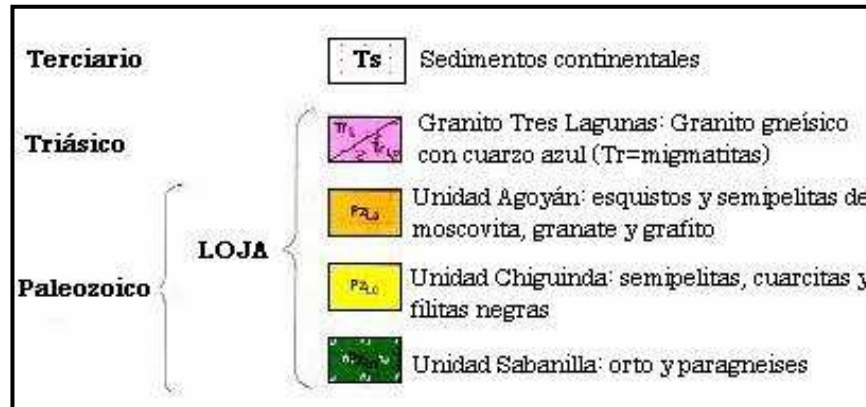 Terciario
Ts
Sedimentos continentales
Triásico
Granito Tres Lagunas: Granito gneísico
con cuarzo azul (Tr=migmatitas)
Unidad Agoyán: esquistos y semipelitas de
moscovita, granate y grafito
LOJA
Paleozoico
Unidad Chiguinda: semipelitas, cuarcitas y
filitas negras
Unidad Sabanilla: orto y paragneises